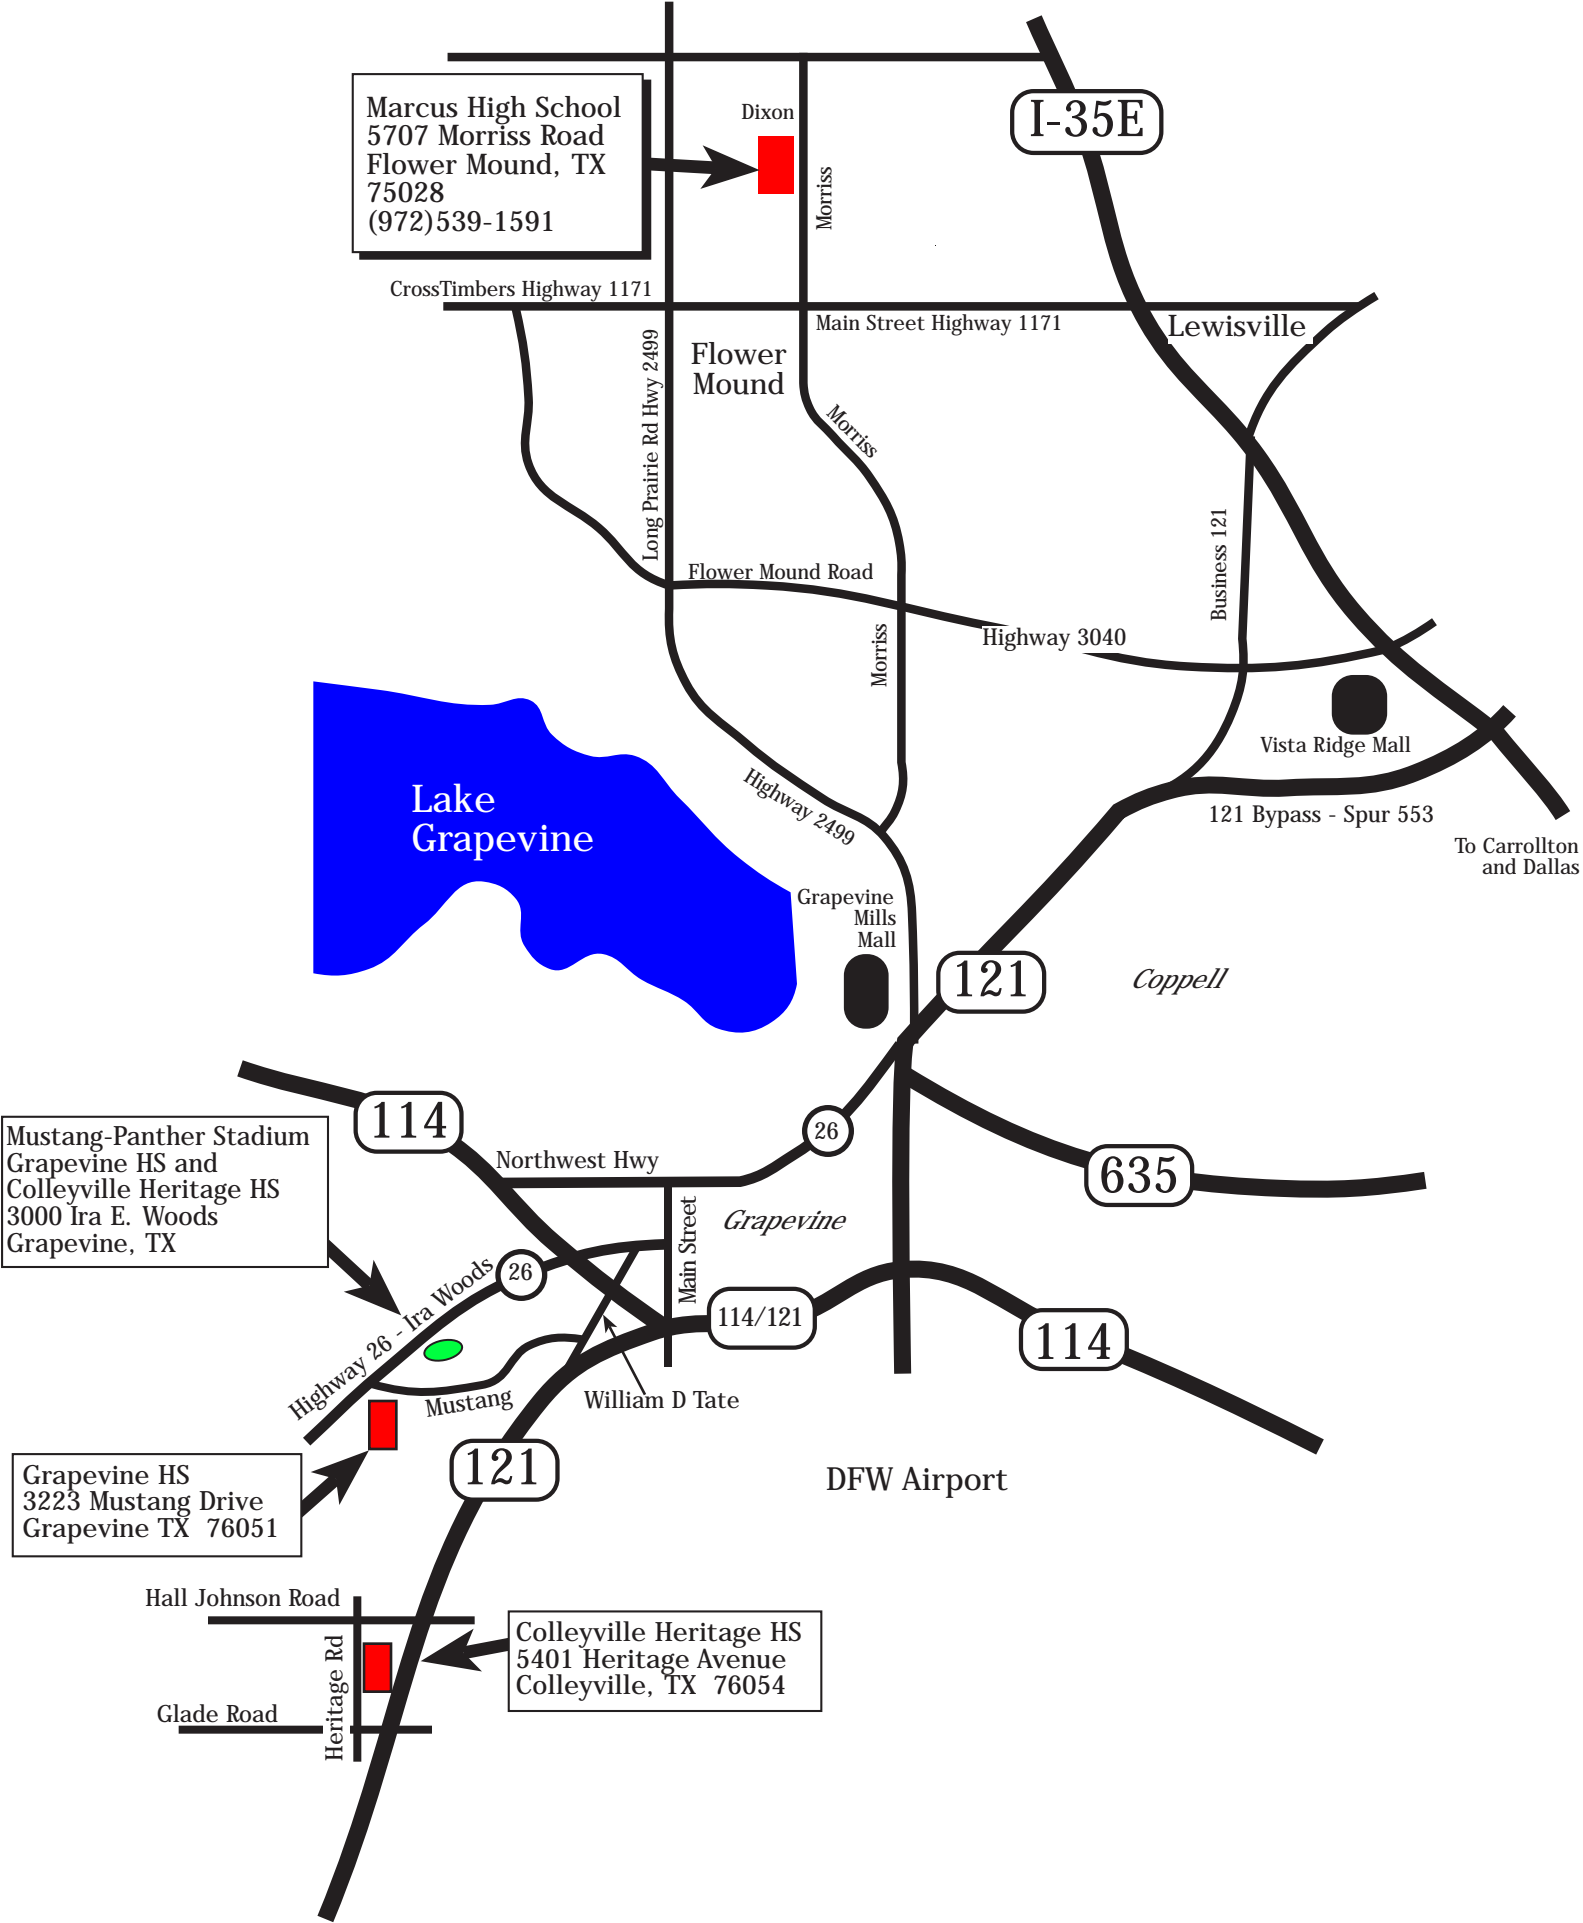 I-35E
Marcus High School
5707 Morriss Road
Flower Mound, TX
75028
(972)539-1591
Dixon
Morriss
CrossTimbers Highway 1171
Main Street Highway 1171
Lewisville
Long Prairie Rd Hwy 2499
Flower
Mound
Morriss
Business 121
Flower Mound Road
Morriss
Highway 3040
Vista Ridge Mall
Highway 2499
121 Bypass - Spur 553
To Carrollton
and Dallas
Lake
Grapevine
Grapevine
Mills
Mall
121
Coppell
114
26
635
Mustang-Panther Stadium
Grapevine HS and
Colleyville Heritage HS
3000 Ira E. Woods
Grapevine, TX
Northwest Hwy
Main Street
Grapevine
26
Highway 26 - Ira Woods
114/121
114
Mustang
William D Tate
121
DFW Airport
Grapevine HS
3223 Mustang Drive
Grapevine TX  76051
Hall Johnson Road
Heritage Rd
Colleyville Heritage HS
5401 Heritage Avenue
Colleyville, TX  76054
Glade Road